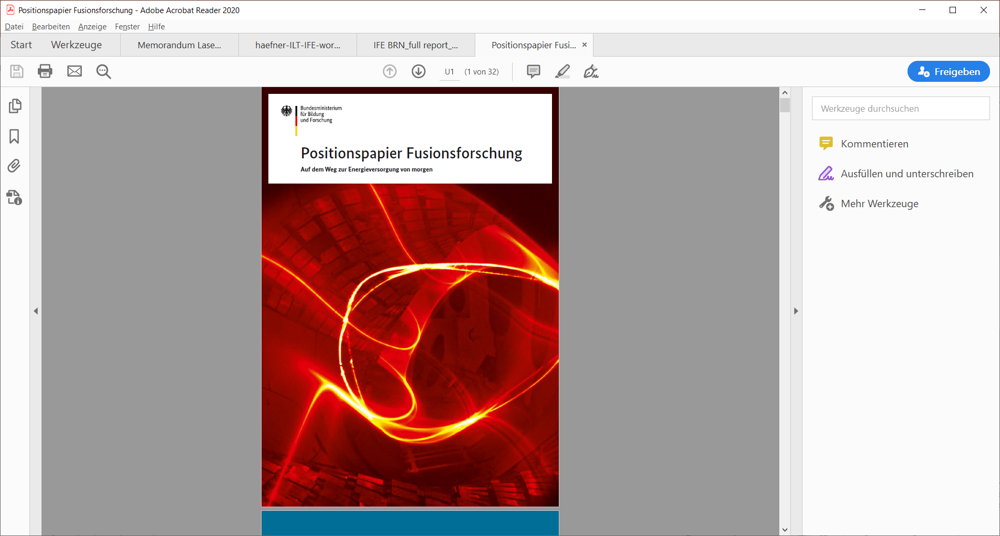 Positionspapier Fusionsforschung - Adobe Acrobat Reader 2020
Datei Bearbeiten Anzeige Fenster Hilfe
Start Werkzeuge Memorandum Lase... haefner-ILT-IFE-wor... IFE BRN_full report_... Positionspapier Fusi...
U1 (1 von 32)
Freigeben
Bundesministerium
für Bildung
und Forschung
Positionspapier Fusionsforschung
Auf dem Weg zur Energieversorgung von morgen
Werkzeuge durchsuchen
Kommentieren
Ausfüllen und unterschreiben
Mehr Werkzeuge